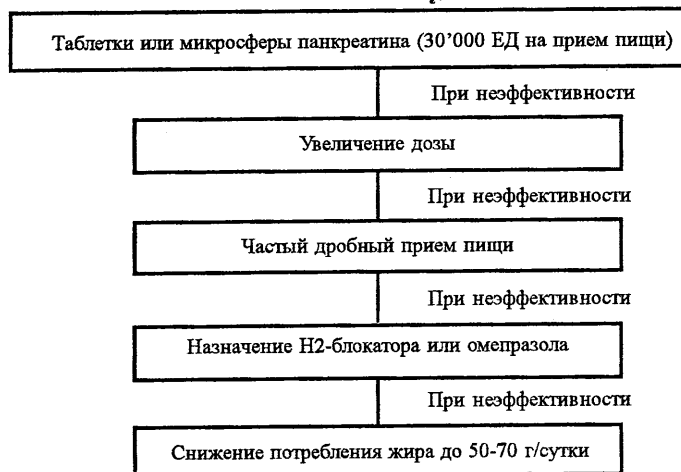 Таблетки или микросферы панкреатина (30’000 ЕД на прием пищи)
При неэффективности
Увеличение дозы
При неэффективности
Частый дробный прием пищи
При неэффективности
Назначение Н2-блокатора или омепразола
При неэффективности
Снижение потребления жира до 50-70 г/сутки